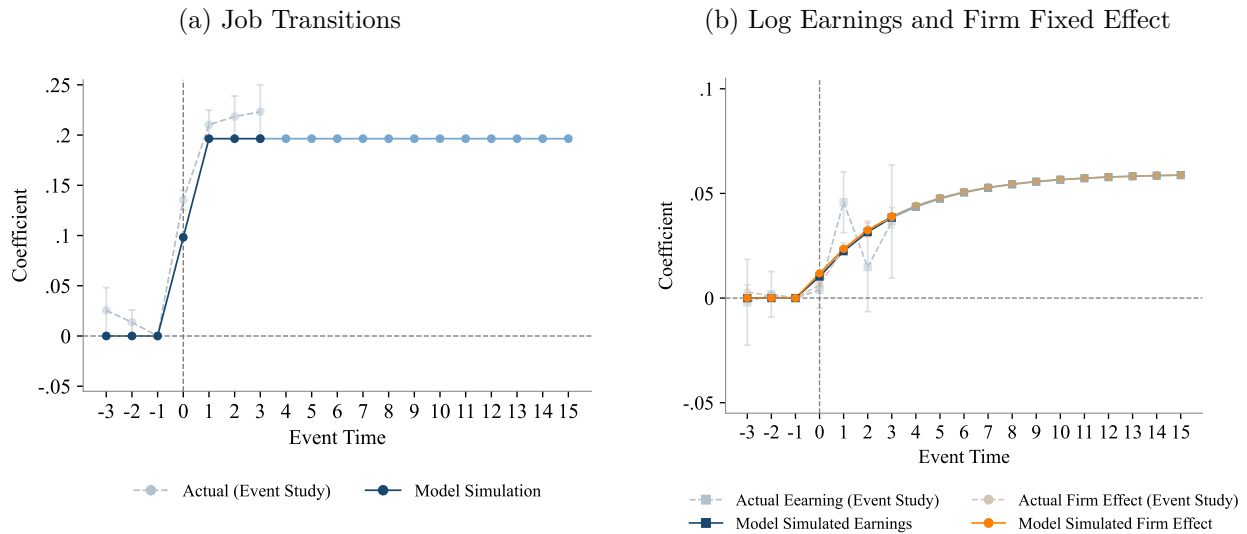 (a) Job Transitions
.25
.2
.15
.1
.05
0
-.05
Coefficient
-3 -2 -1 0 1 2 3 4 5 6 7 8 9 10 11 12 13 14 15
Event Time
Actual (Event Study) Model Simulation
(b) Log Earnings and Firm Fixed Effect
.1
.05
0
-.05
Coefficient
-3 -2 -1 0 1 2 3 4 5 6 7 8 9 10 11 12 13 14 15
Event Time
Actual Eearning (Event Study) Actual Firm Effect (Event Study)
Model Simulated Earnings Model Simulated Firm Effect